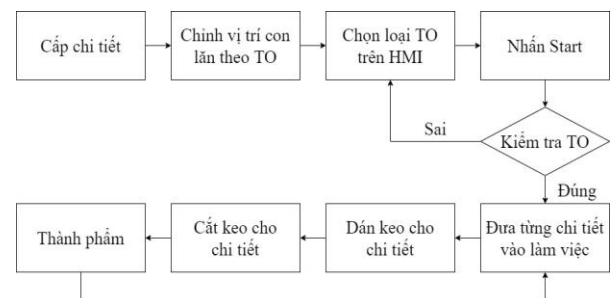 Cấp chi tiết
Chỉnh vị trí con
lăn theo TO
Chọn loại TO
trên HMI
Nhấn Start
Sai
Kiểm tra TO
Đúng
Thành phẩm
Cắt keo cho
chi tiết
Dán keo cho
chi tiết
Đưa từng chi tiết
vào làm việc